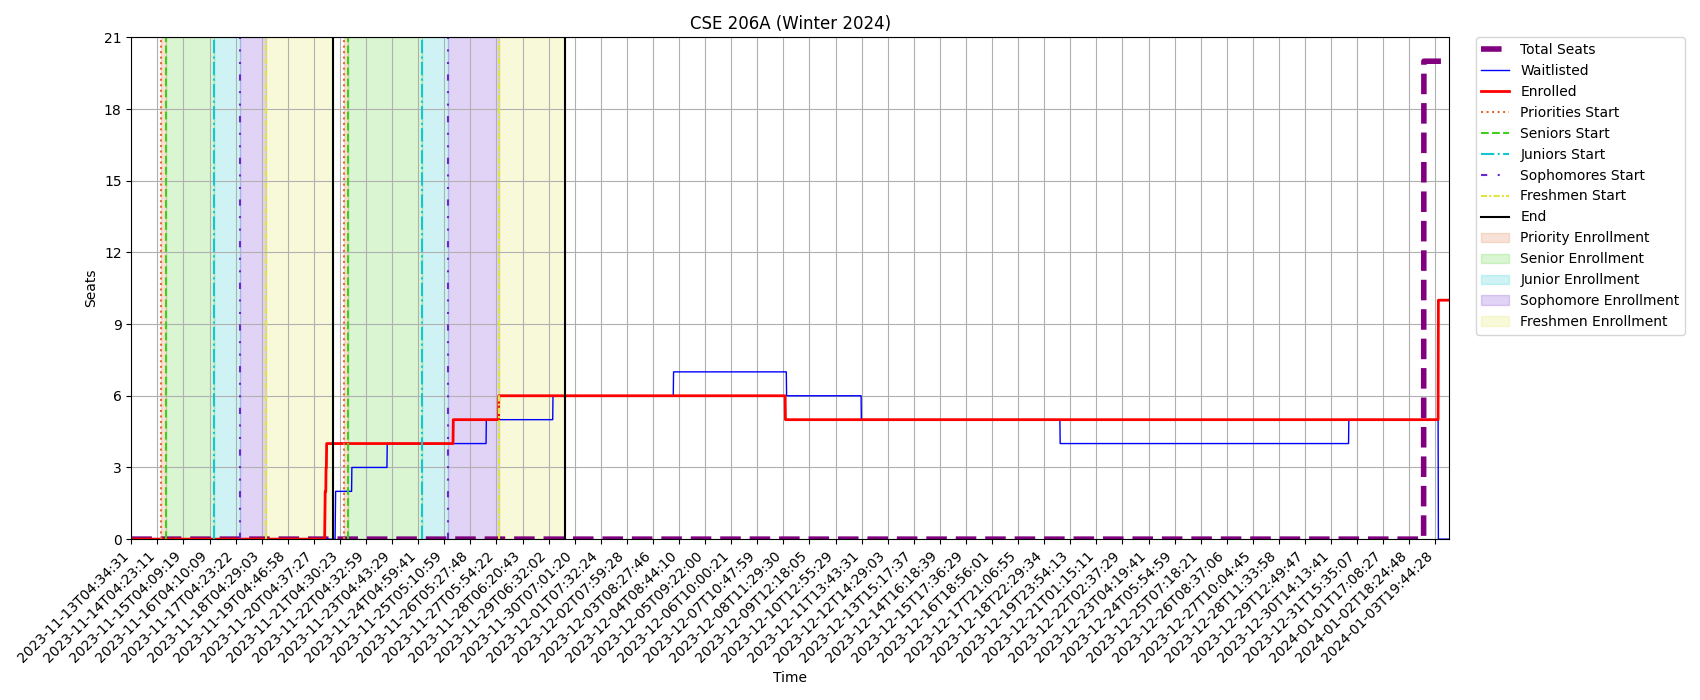 CSE 206A (Winter 2024)
21
18
15
12
9
6
3
0
Seats
2023-11-13T04:34:31
2023-11-14T04:23:11
2023-11-15T04:09:19
2023-11-16T04:10:09
2023-11-17T04:23:22
2023-11-18T04:29:03
2023-11-19T04:46:58
2023-11-20T04:37:27
2023-11-21T04:30:23
2023-11-22T04:32:59
2023-11-23T04:43:29
2023-11-24T04:59:41
2023-11-25T05:10:59
2023-11-26T05:27:48
2023-11-27T05:54:22
2023-11-28T06:20:43
2023-11-29T06:32:02
2023-11-30T07:01:20
2023-12-01T07:32:24
2023-12-02T07:59:28
2023-12-03T08:27:46
2023-12-04T08:44:10
2023-12-05T09:22:00
2023-12-06T10:00:21
2023-12-07T10:47:59
2023-12-08T11:29:30
2023-12-09T12:18:05
2023-12-10T12:55:29
2023-12-11T13:43:31
2023-12-12T14:29:03
2023-12-13T15:17:37
2023-12-14T16:18:39
2023-12-15T17:36:29
2023-12-16T18:56:01
2023-12-17T21:06:55
2023-12-18T22:29:34
2023-12-19T23:54:13
2023-12-21T01:15:11
2023-12-22T02:37:29
2023-12-23T04:19:41
2023-12-24T05:54:59
2023-12-25T07:18:21
2023-12-26T08:37:06
2023-12-27T10:04:45
2023-12-28T11:33:58
2023-12-29T12:49:47
2023-12-30T14:13:41
2023-12-31T15:35:07
2024-01-01T17:08:27
2024-01-02T18:24:48
2024-01-03T19:44:28
Time
Total Seats
Waitlisted
Enrolled
Priorities Start
Seniors Start
Juniors Start
Sophomores Start
Freshmen Start
End
Priority Enrollment
Senior Enrollment
Junior Enrollment
Sophomore Enrollment
Freshmen Enrollment